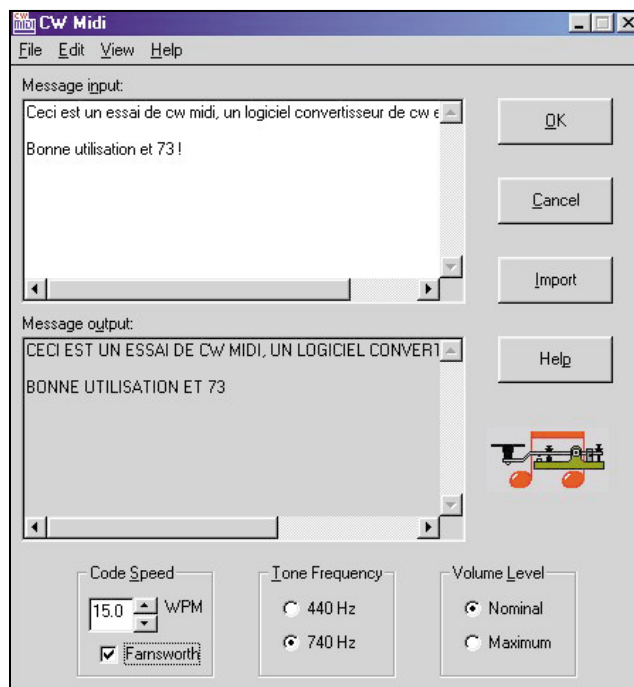 CW Midi
File Edit View Help
Message input:
Ceci est un essai de cw midi, un logiciel convertisseur de cw e
Bonne utilisation et 73 !
OK
Cancel
Import
Message output:
CECI EST UN ESSAI DE CW MIDI, UN LOGICIEL CONVERT
BONNE UTILISATION ET 73
Help
Code Speed
15.0 WPM
Farnsworth
Tone Frequency
440 Hz
740 Hz
Volume Level
Nominal
Maximum